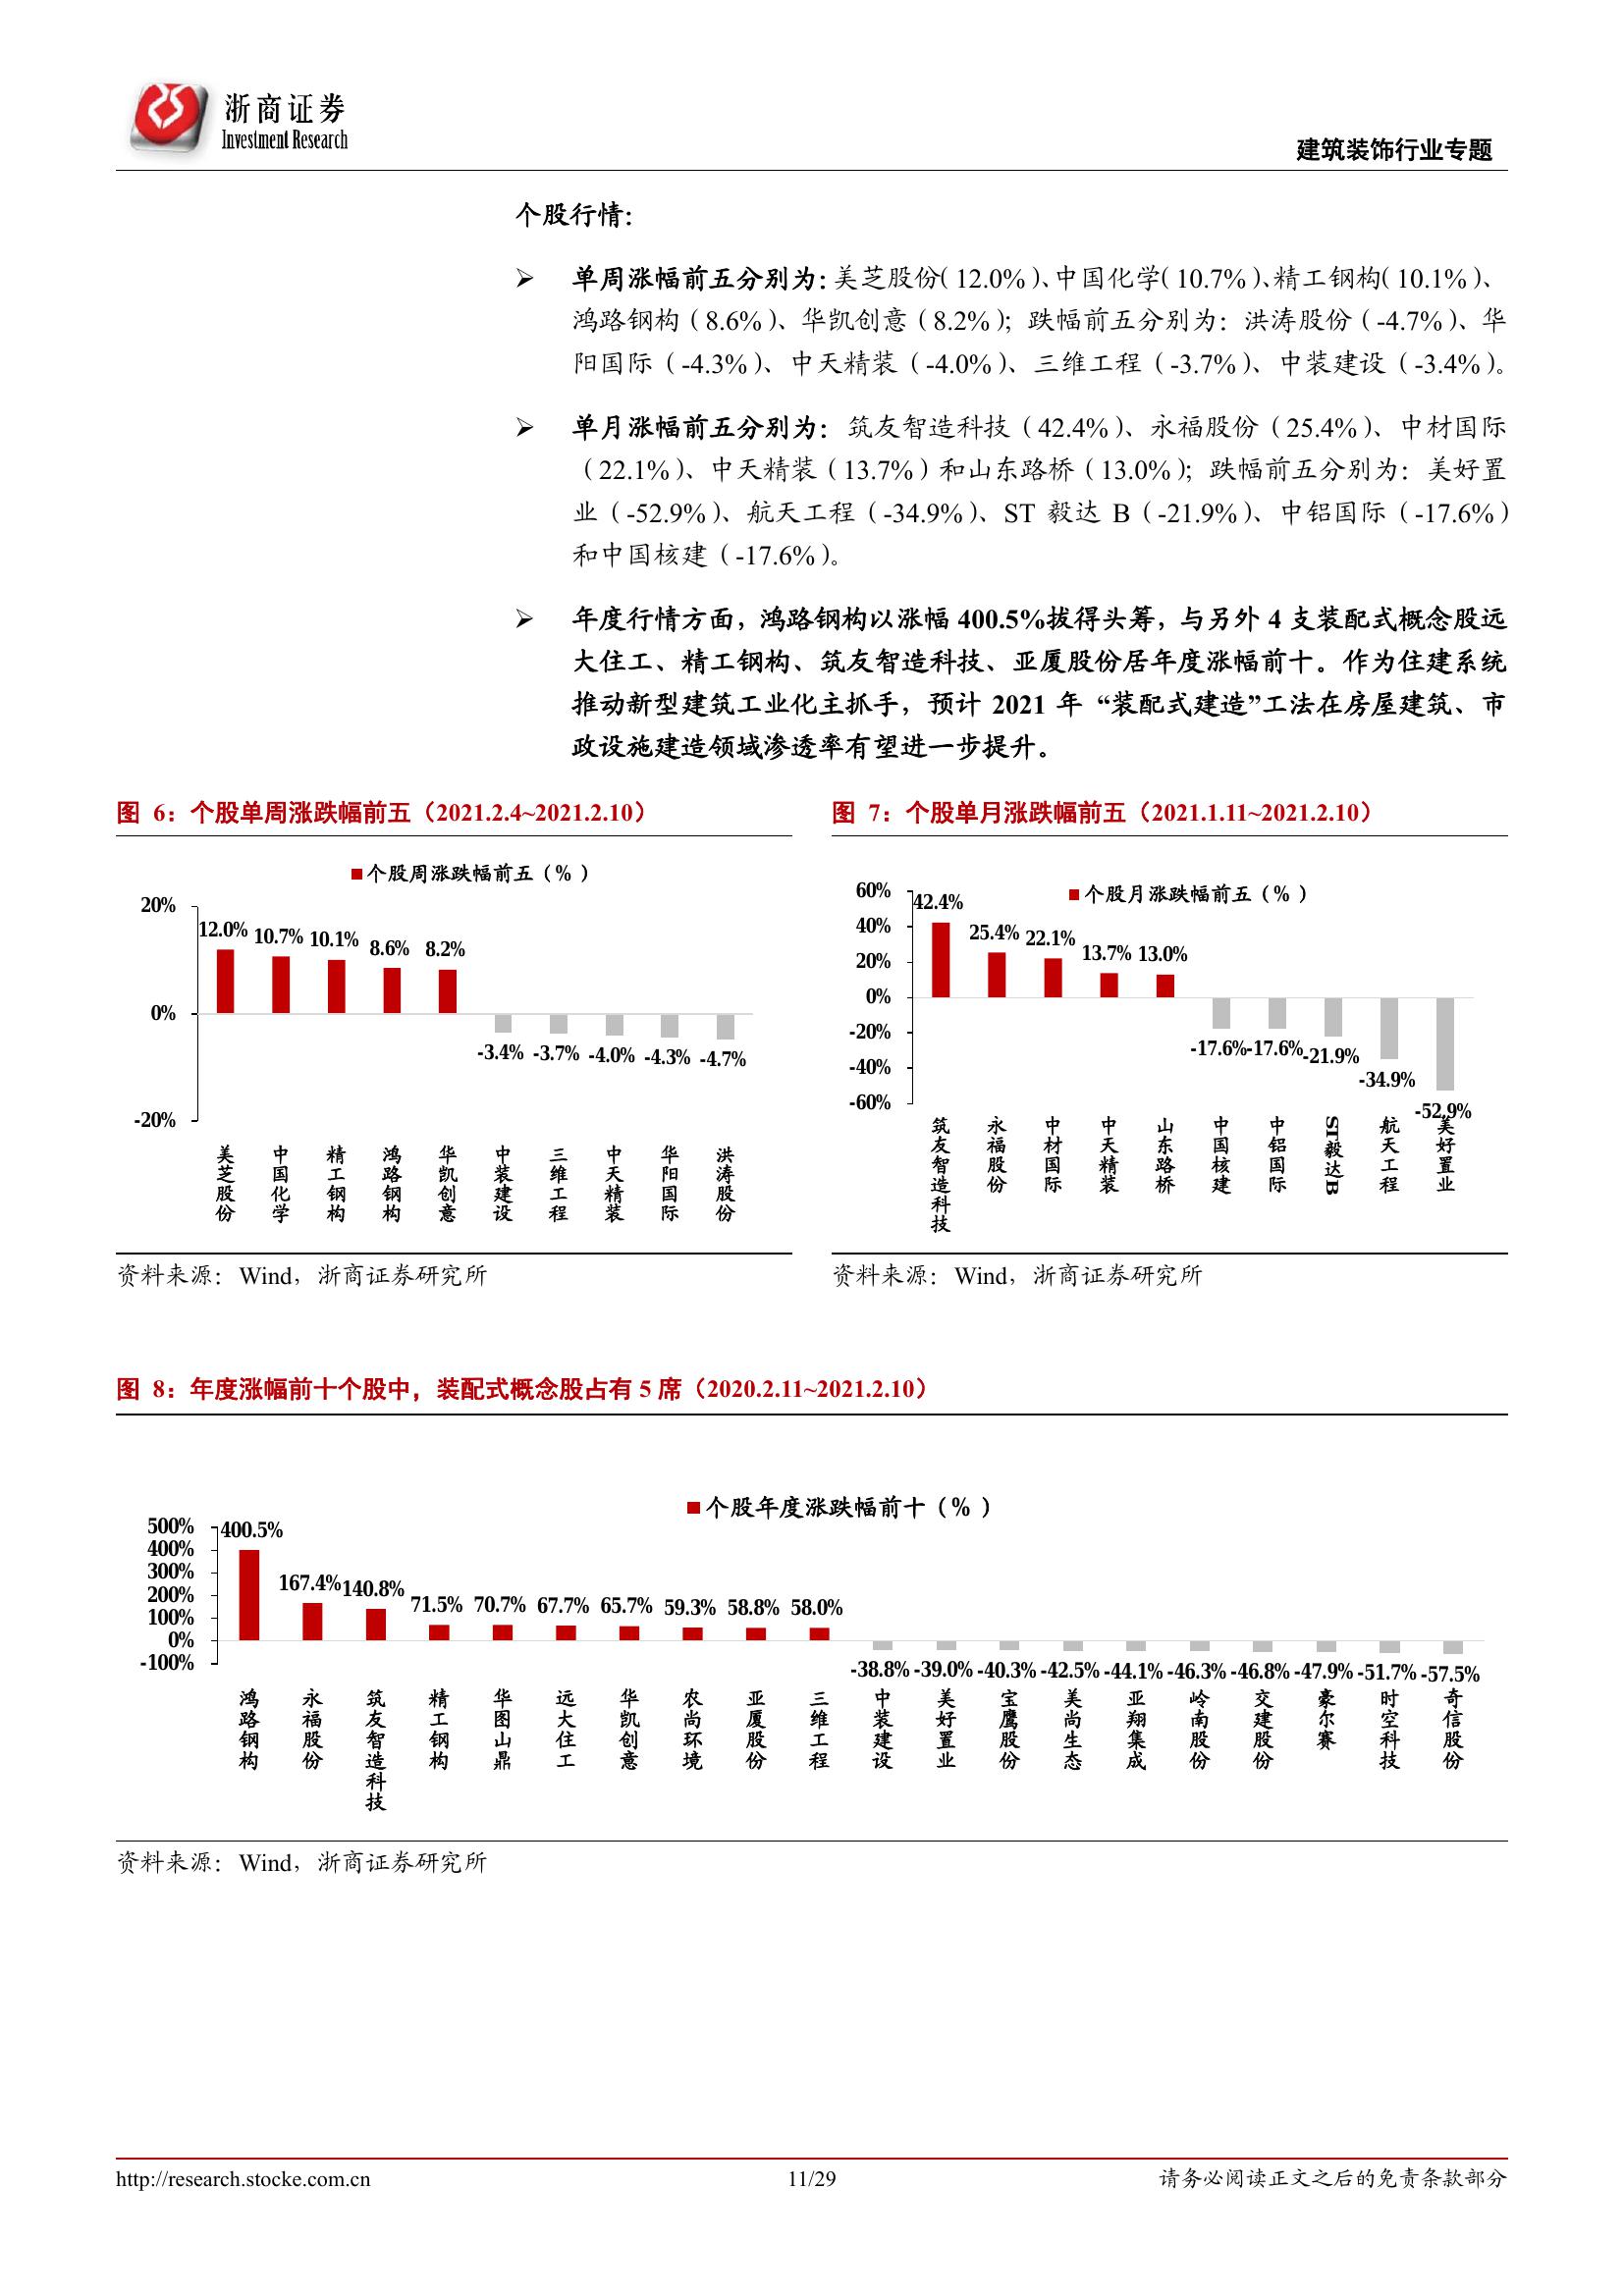 浙商证券
Investment Research
建筑装饰行业专题
个股行情：
➢ 单周涨幅前五分别为：美芝股份（12.0%）、中国化学（10.7%）、精工钢构（10.1%）、
鸿路钢构（8.6%）、华凯创意（8.2%）；跌幅前五分别为：洪涛股份（-4.7%）、华
阳国际（-4.3%）、中天精装（-4.0%）、三维工程（-3.7%）、中装建设（-3.4%）。
➢ 单月涨幅前五分别为：筑友智造科技（42.4%）、永福股份（25.4%）、中材国际
（22.1%）、中天精装（13.7%）和山东路桥（13.0%）；跌幅前五分别为：美好置
业（-52.9%）、航天工程（-34.9%）、ST 毅达 B（-21.9%）、中铝国际（-17.6%）
和中国核建（-17.6%）。
➢ 年度行情方面，鸿路钢构以涨幅 400.5%拔得头筹，与另外 4 支装配式概念股远
大住工、精工钢构、筑友智造科技、亚厦股份居年度涨幅前十。作为住建系统
推动新型建筑工业化主抓手，预计 2021 年 “装配式建造”工法在房屋建筑、市
政设施建造领域渗透率有望进一步提升。
图 6：个股单周涨跌幅前五（2021.2.4~2021.2.10）
个股周涨跌幅前五（% ）
20%
0%
-20%
12.0% 10.7% 10.1% 8.6% 8.2% -3.4% -3.7% -4.0% -4.3% -4.7%
美芝股份 中国化学 精工钢构 鸿路钢构 华凯创意 中装建设 三维工程 中天精装 华阳国际 洪涛股份
资料来源：Wind，浙商证券研究所
图 7：个股单月涨跌幅前五（2021.1.11~2021.2.10）
个股月涨跌幅前五（% ）
60%
40%
20%
0%
-20%
-40%
-60%
42.4% 25.4% 22.1% 13.7% 13.0% -17.6% -17.6% -21.9% -34.9% -52.9%
筑友智造科技 永福股份 中材国际 中天精装 山东路桥 中国核建 中铝国际 ST毅达B 航天工程 美好置业
资料来源：Wind，浙商证券研究所
图 8：年度涨幅前十个股中，装配式概念股占有 5 席（2020.2.11~2021.2.10）
个股年度涨跌幅前十（% ）
500%
400%
300%
200%
100%
0%
-100%
400.5% 167.4% 140.8% 71.5% 70.7% 67.7% 65.7% 59.3% 58.8% 58.0% -38.8% -39.0% -40.3% -42.5% -44.1% -46.3% -46.8% -47.9% -51.7% -57.5%
鸿路钢构 永福股份 筑友智造科技 精工钢构 华图山鼎 远大住工 华凯创意 农尚环境 亚厦股份 三维工程 中装建设 美好置业 宝鹰股份 美尚生态 亚翔集成 岭南股份 交建股份 豪尔赛 时空科技 奇信股份
资料来源：Wind，浙商证券研究所
http://research.stocke.com.cn
11/29
请务必阅读正文之后的免责条款部分